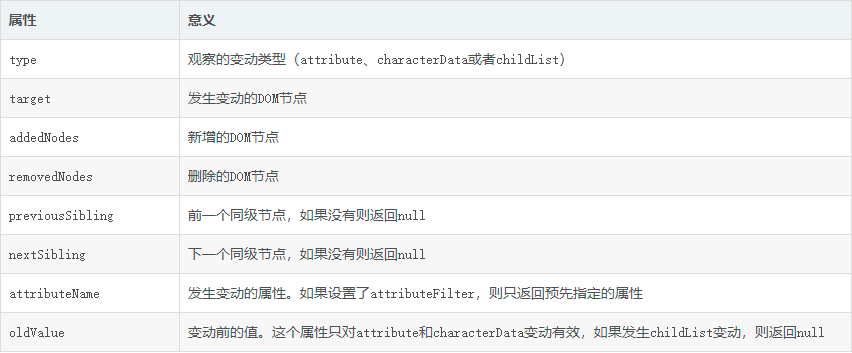 属性 意义
type 观察的变动类型（attribute、characterData或者childList）
target 发生变动的DOM节点
addedNodes 新增的DOM节点
removedNodes 删除的DOM节点
previousSibling 前一个同级节点，如果没有则返回null
nextSibling 下一个同级节点，如果没有则返回null
attributeName 发生变动的属性。如果设置了attributeFilter，则只返回预先指定的属性
oldValue 变动前的值。这个属性只对attribute和characterData变动有效，如果发生childList变动，则返回null